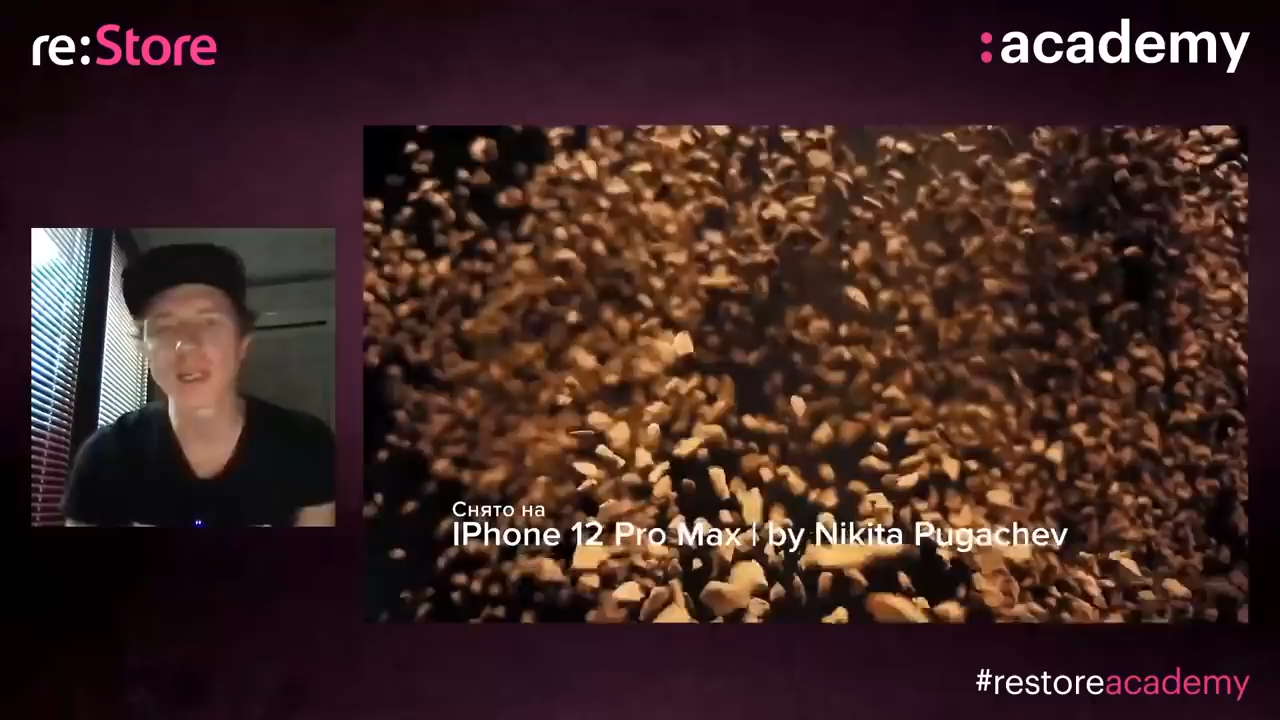 re:Store
:academy
Снято на
IPhone 12 Pro Max | by Nikita Pugachev
#restoreacademy